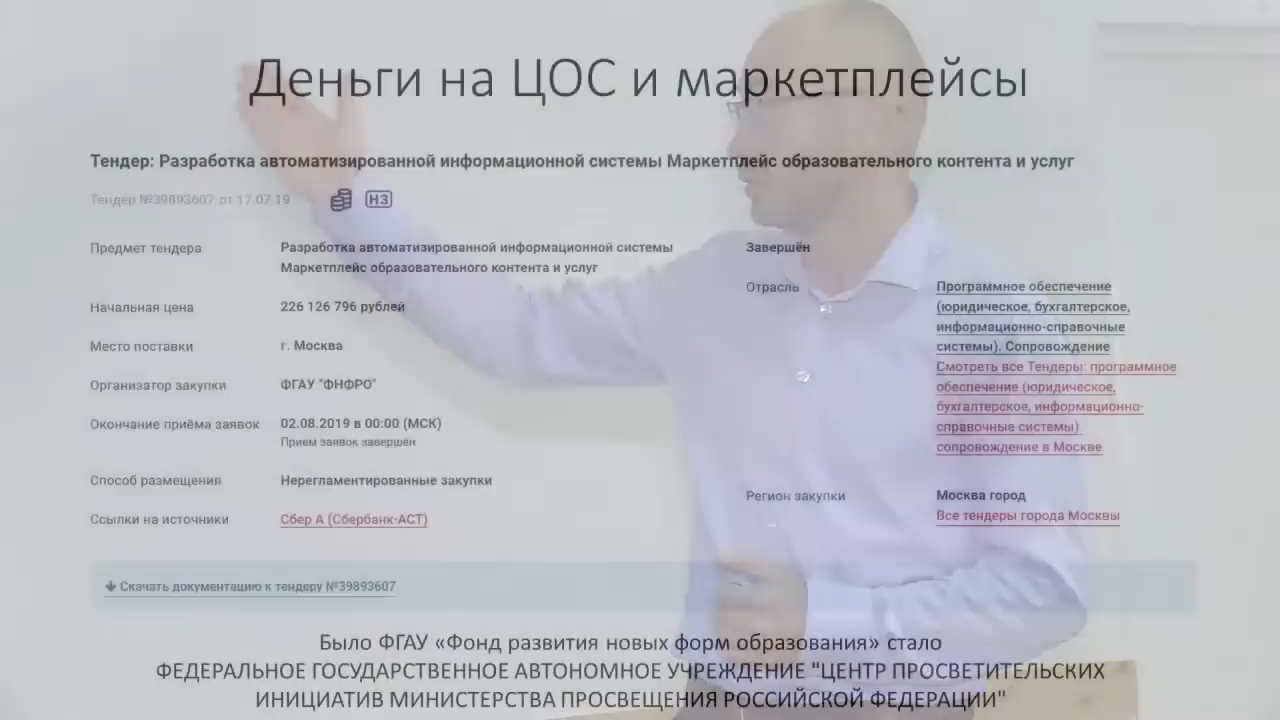 Деньги на ЦОС и маркетплейсы
Тендер: Разработка автоматизированной информационной системы Маркетплейс образовательного контента и услуг
Тендер №39893607 от 17.07.19
НЗ
Предмет тендера
Разработка автоматизированной информационной системы
Маркетплейс образовательного контента и услуг
Начальная цена
226 126 796 рублей
Место поставки
г. Москва
Организатор закупки
ФГАУ "ФНФРО"
Окончание приёма заявок
02.08.2019 в 00:00 (МСК)
Прием заявок завершён
Способ размещения
Нерегламентированные закупки
Ссылки на источники
Сбер А (Сбербанк-АСТ)
Завершён
Отрасль
Программное обеспечение
(юридическое, бухгалтерское,
информационно-справочные
системы). Сопровождение
Смотреть все Тендеры: программное
обеспечение (юридическое,
бухгалтерское, информационно-
справочные системы)
сопровождение в Москве
Регион закупки
Москва город
Все тендеры города Москвы
Скачать документацию к тендеру №39893607
Было ФГАУ «Фонд развития новых форм образования» стало
ФЕДЕРАЛЬНОЕ ГОСУДАРСТВЕННОЕ АВТОНОМНОЕ УЧРЕЖДЕНИЕ "ЦЕНТР ПРОСВЕТИТЕЛЬСКИХ
ИНИЦИАТИВ МИНИСТЕРСТВА ПРОСВЕЩЕНИЯ РОССИЙСКОЙ ФЕДЕРАЦИИ"